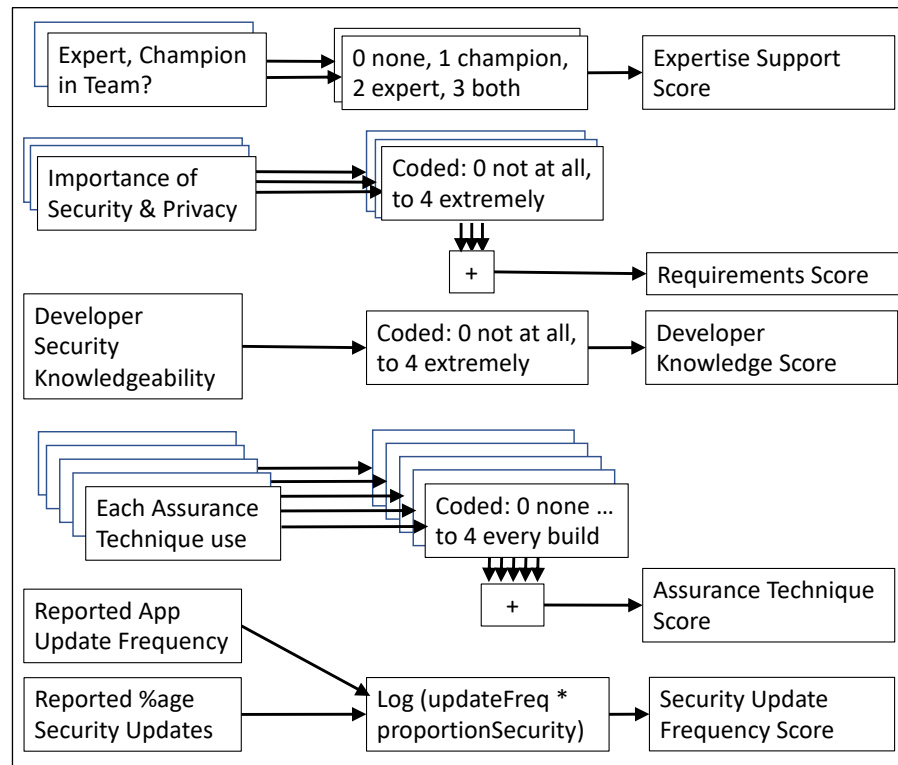 Expert, Champion
in Team?
0 none, 1 champion,
2 expert, 3 both
Expertise Support
Score
Importance of
Security & Privacy
Coded: 0 not at all,
to 4 extremely
+
Requirements Score
Developer
Security
Knowledgeability
Coded: 0 not at all,
to 4 extremely
Developer
Knowledge Score
Each Assurance
Technique use
Coded: 0 none ...
to 4 every build
+
Assurance Technique
Score
Reported App
Update Frequency
Reported %age
Security Updates
Log (updateFreq *
proportionSecurity)
Security Update
Frequency Score